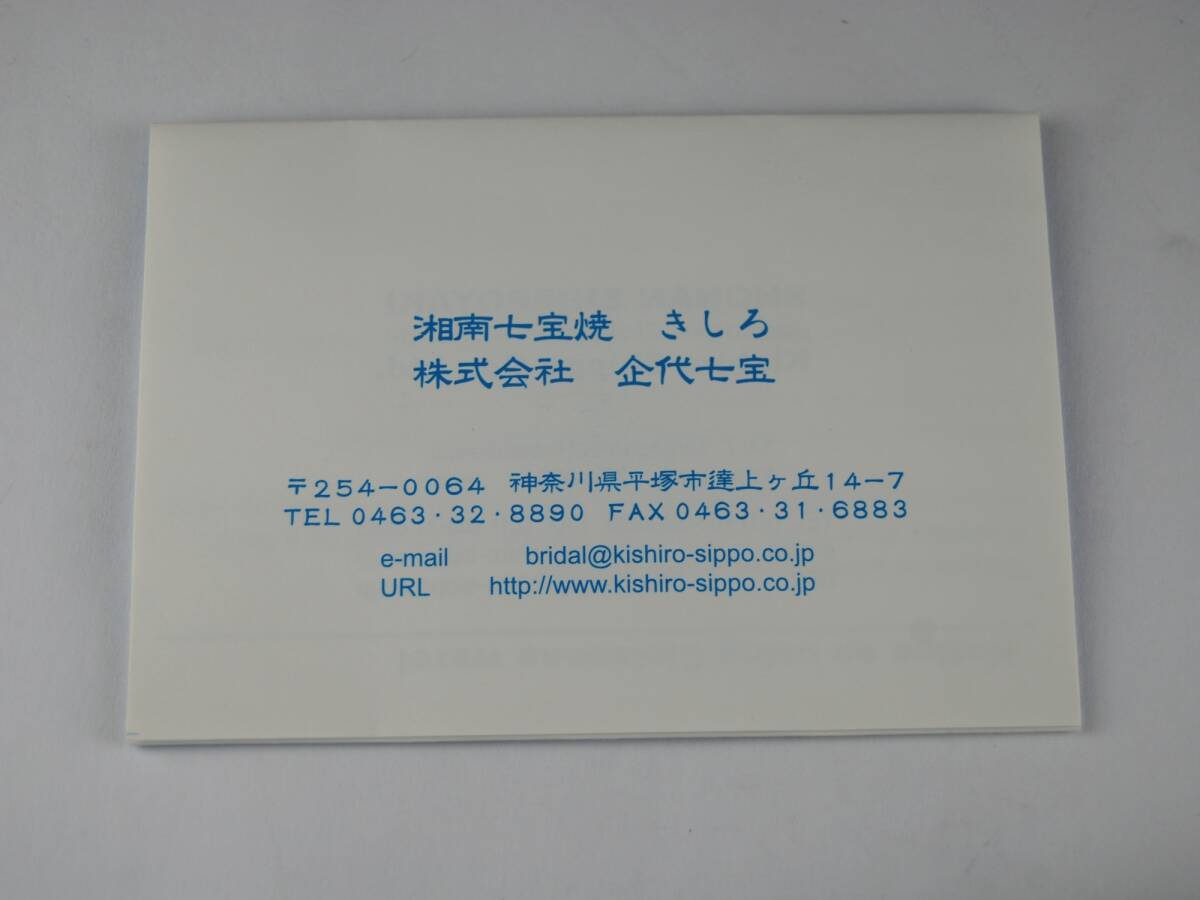 湘南七宝焼　きしろ
株式会社　企代七宝
〒254-0064 神奈川県平塚市達上ヶ丘14-7
TEL 0463・32・8890 FAX 0463・31・6883
e-mail bridal@kishiro-sippo.co.jp
URL http://www.kishiro-sippo.co.jp